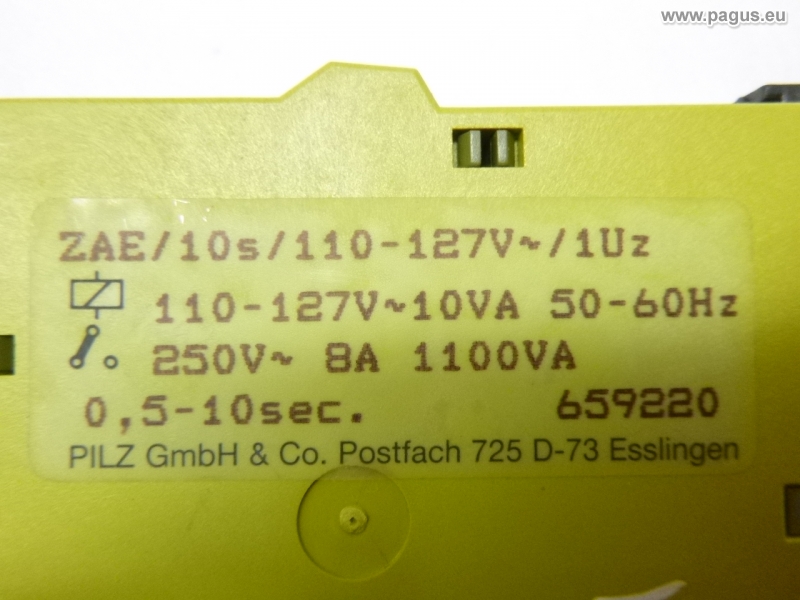 www.pagus.eu
ZAE/10s/110-127V~/1Uz
110-127V~10VA 50-60Hz
250V~ 8A 1100VA
0,5-10sec. 659220
PILZ GmbH & Co. Postfach 725 D-73 Esslingen